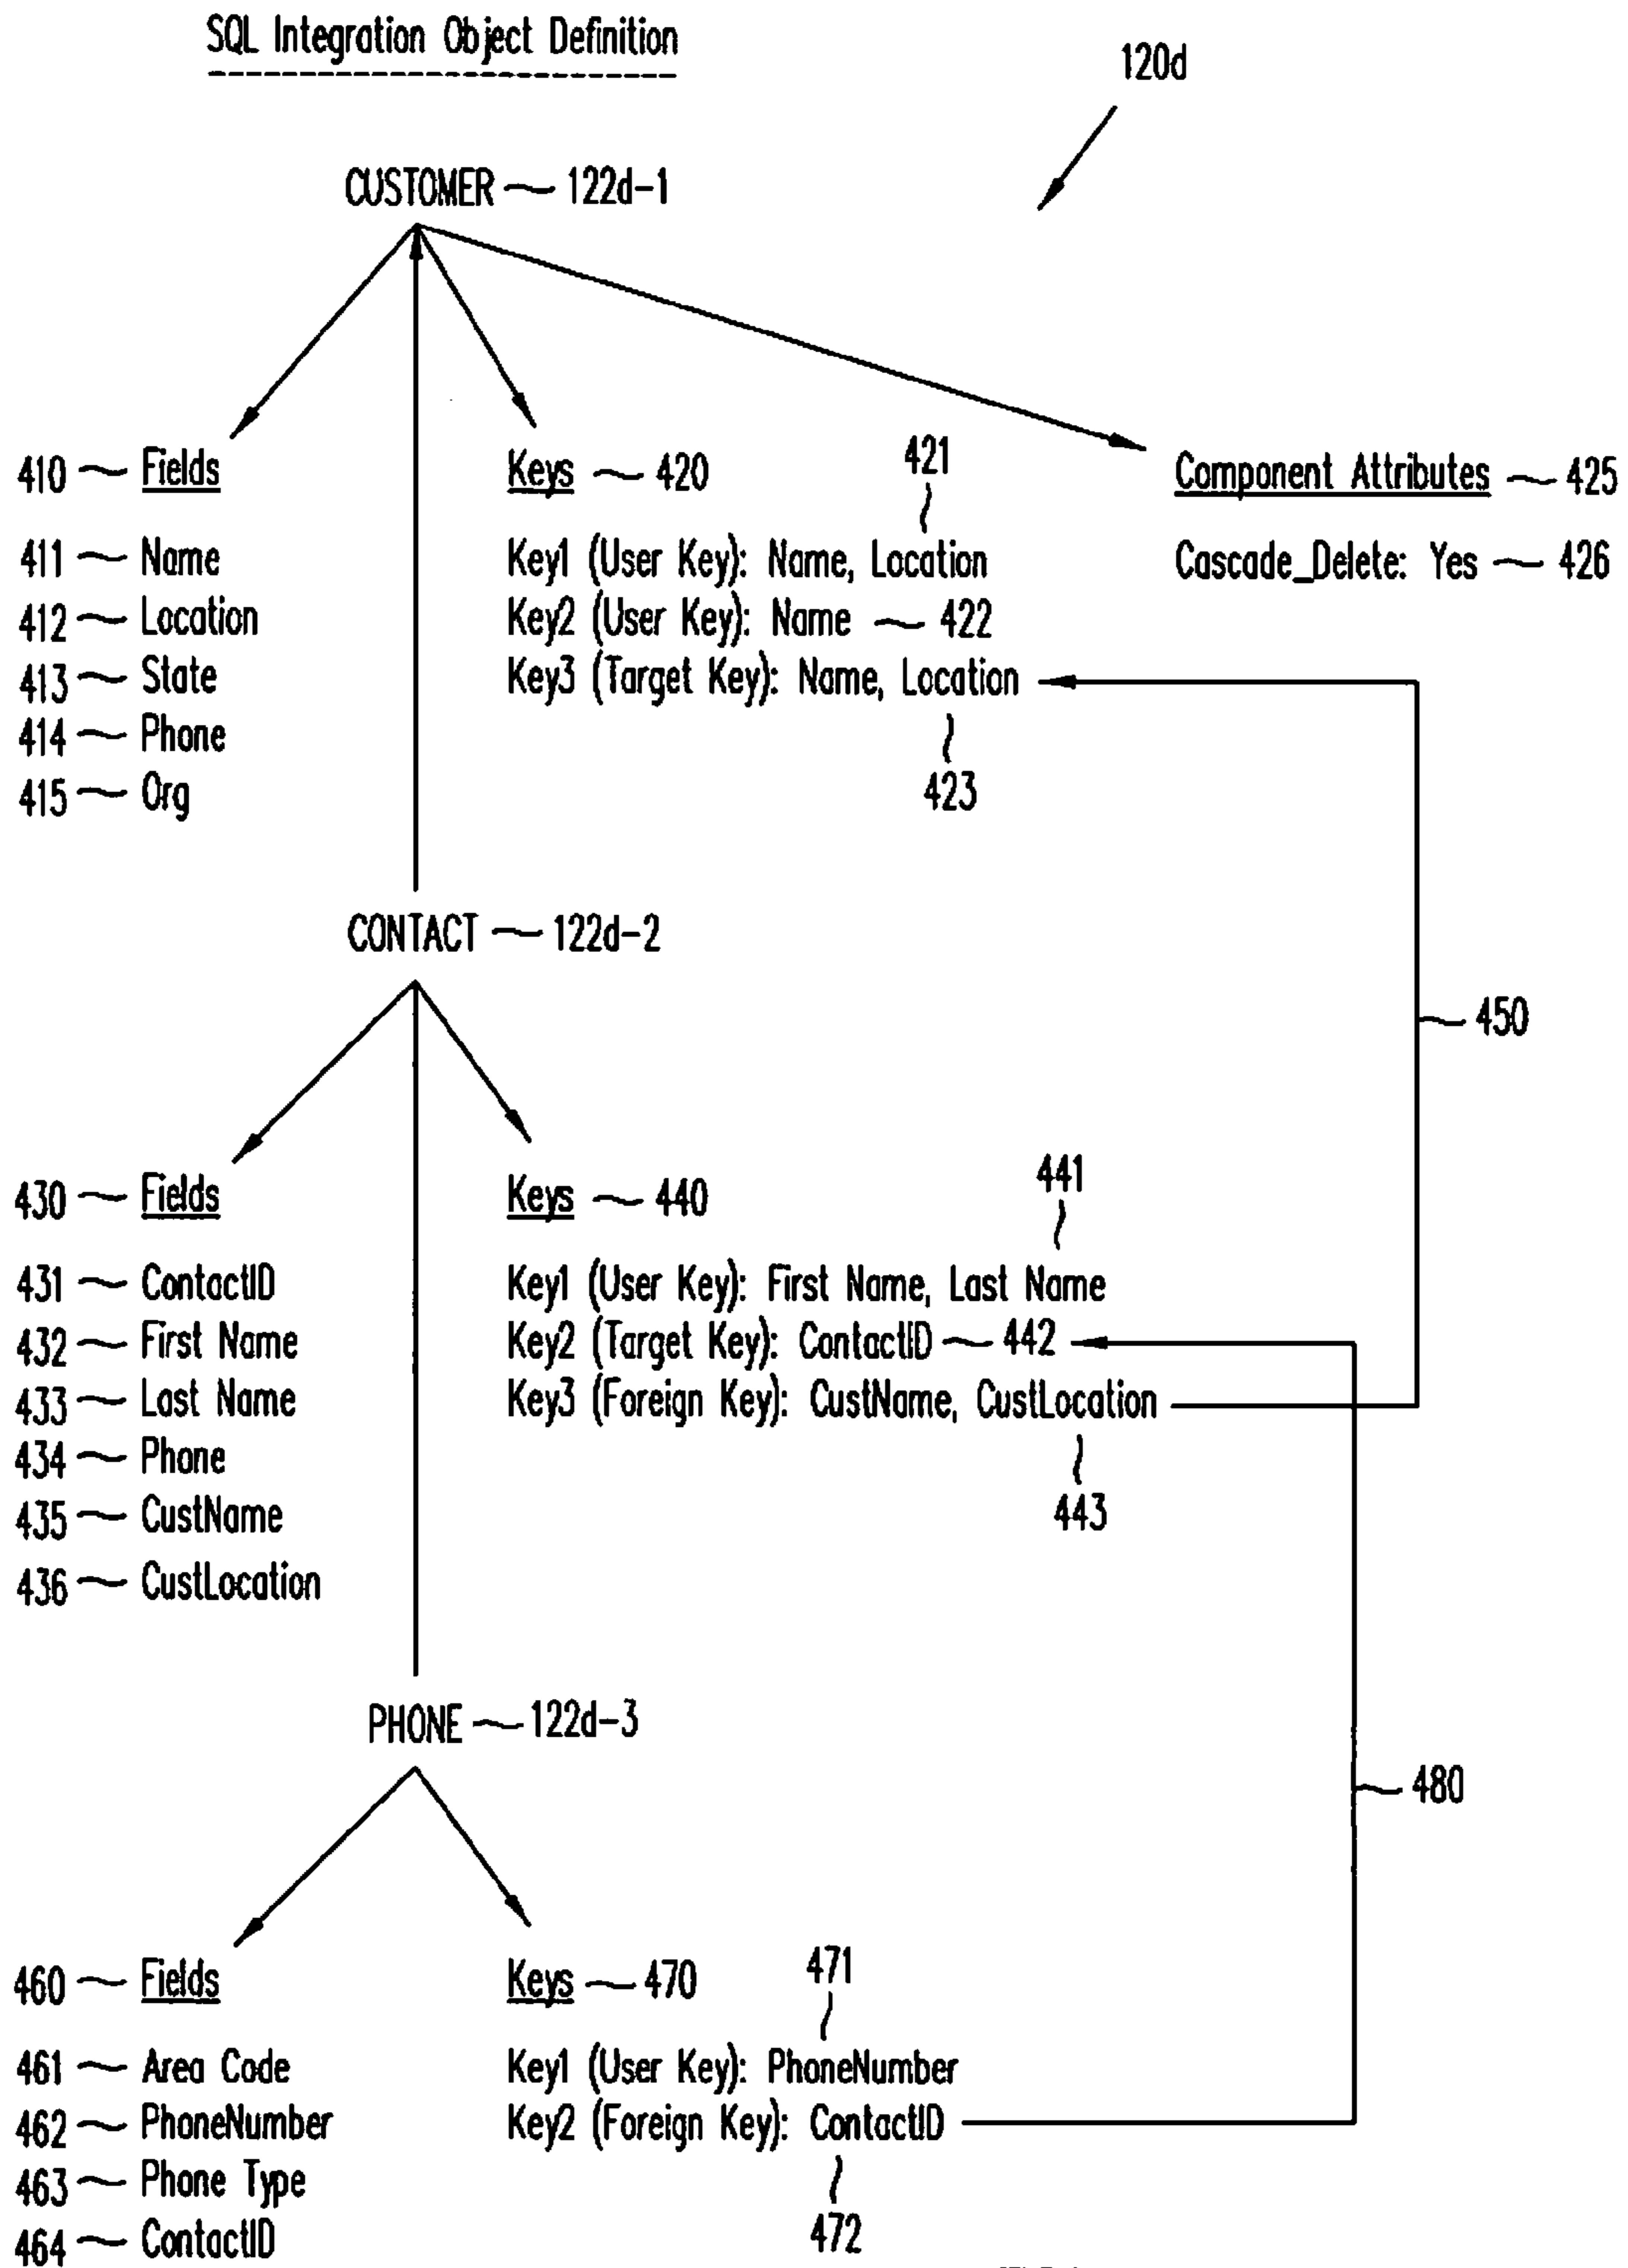 SQL Integration Object Definition
120d
CUSTOMER 122d-1
410 Fields
Keys 420
421
Component Attributes 425
411 Name
Key1 (User Key): Name, Location
Cascade_Delete: Yes 426
412 Location
Key2 (User Key): Name 422
413 State
Key3 (Target Key): Name, Location
414 Phone
415 Org
423
CONTACT 122d-2
450
430 Fields
Keys 440
441
431 ContactID
Key1 (User Key): First Name, Last Name
432 First Name
Key2 (Target Key): ContactID 442
433 Last Name
Key3 (Foreign Key): CustName, CustLocation
434 Phone
435 CustName
443
436 CustLocation
PHONE 122d-3
480
460 Fields
Keys 470
471
461 Area Code
Key1 (User Key): PhoneNumber
462 PhoneNumber
Key2 (Foreign Key): ContactID
463 Phone Type
464 ContactID
472